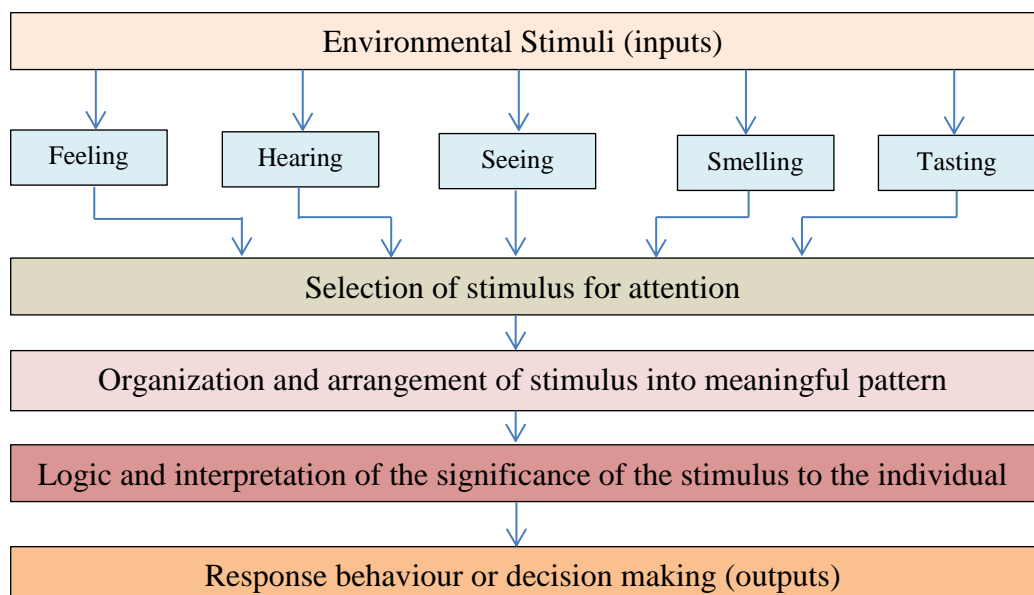 Environmental Stimuli (inputs)
Feeling
Hearing
Seeing
Smelling
Tasting
Selection of stimulus for attention
Organization and arrangement of stimulus into meaningful pattern
Logic and interpretation of the significance of the stimulus to the individual
Response behaviour or decision making (outputs)